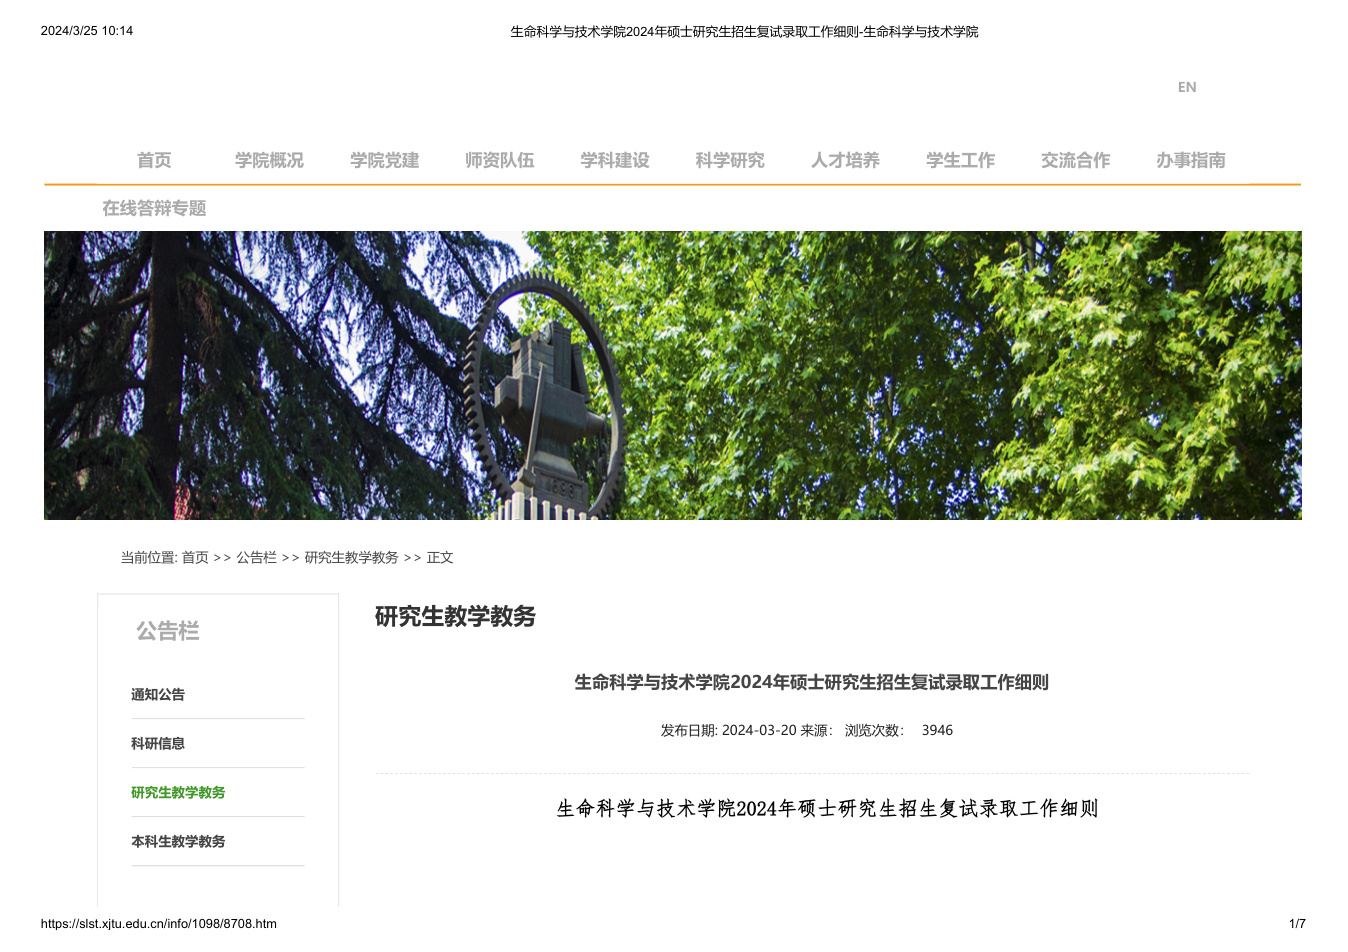 2024/3/25 10:14 生命科学与技术学院2024年硕士研究生招生复试录取工作细则-生命科学与技术学院
EN
首页 学院概况 学院党建 师资队伍 学科建设 科学研究 人才培养 学生工作 交流合作 办事指南
在线答辩专题
当前位置: 首页 >> 公告栏 >> 研究生教学教务 >> 正文
公告栏
通知公告
科研信息
研究生教学教务
本科生教学教务
研究生教学教务
生命科学与技术学院2024年硕士研究生招生复试录取工作细则
发布日期: 2024-03-20 来源： 浏览次数： 3946
生命科学与技术学院2024年硕士研究生招生复试录取工作细则
https://slst.xjtu.edu.cn/info/1098/8708.htm 1/7